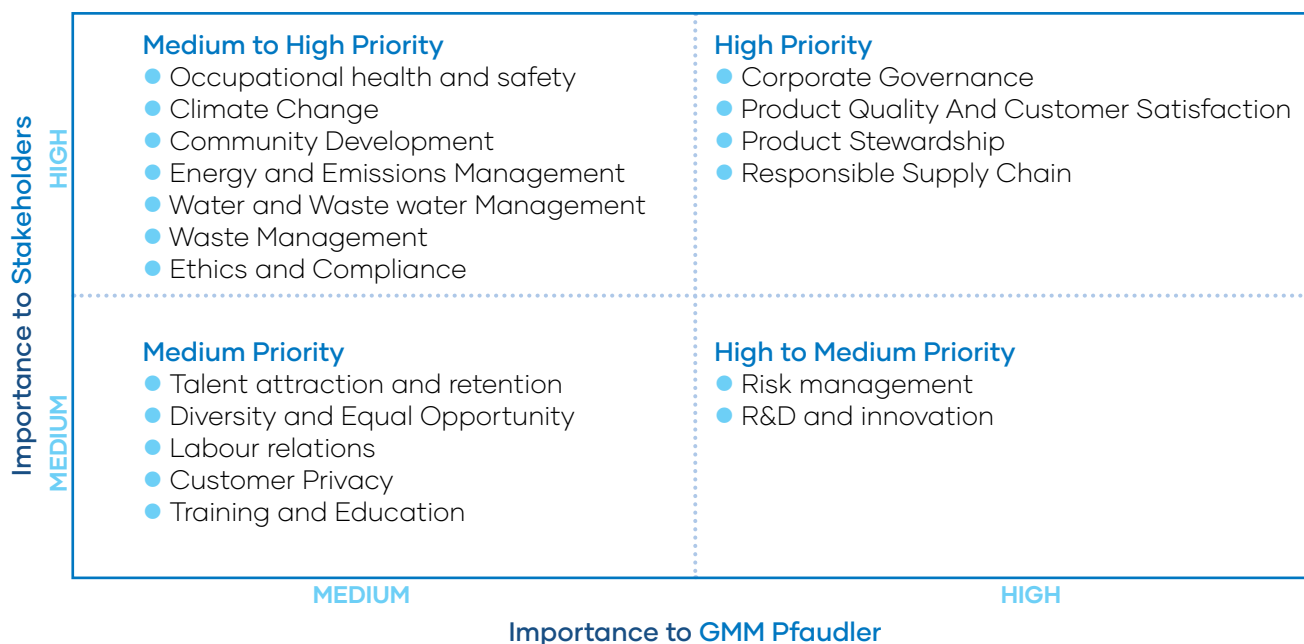 Importance to Stakeholders
HIGH
MEDIUM
Medium to High Priority
Occupational health and safety
Climate Change
Community Development
Energy and Emissions Management
Water and Waste water Management
Waste Management
Ethics and Compliance
High Priority
Corporate Governance
Product Quality And Customer Satisfaction
Product Stewardship
Responsible Supply Chain
Medium Priority
Talent attraction and retention
Diversity and Equal Opportunity
Labour relations
Customer Privacy
Training and Education
High to Medium Priority
Risk management
R&D and innovation
MEDIUM
HIGH
Importance to GMM Pfaudler